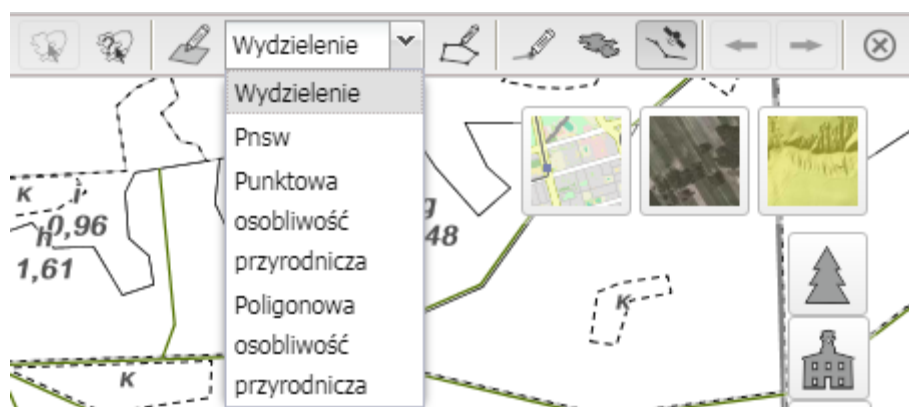 Wydzielenie
Wydzielenie
Pnsw
Punktowa
osobliwość
przyrodnicza
Poligonowa
osobliwość
przyrodnicza
K
i
h 0,96
1,61
g
48
K
K